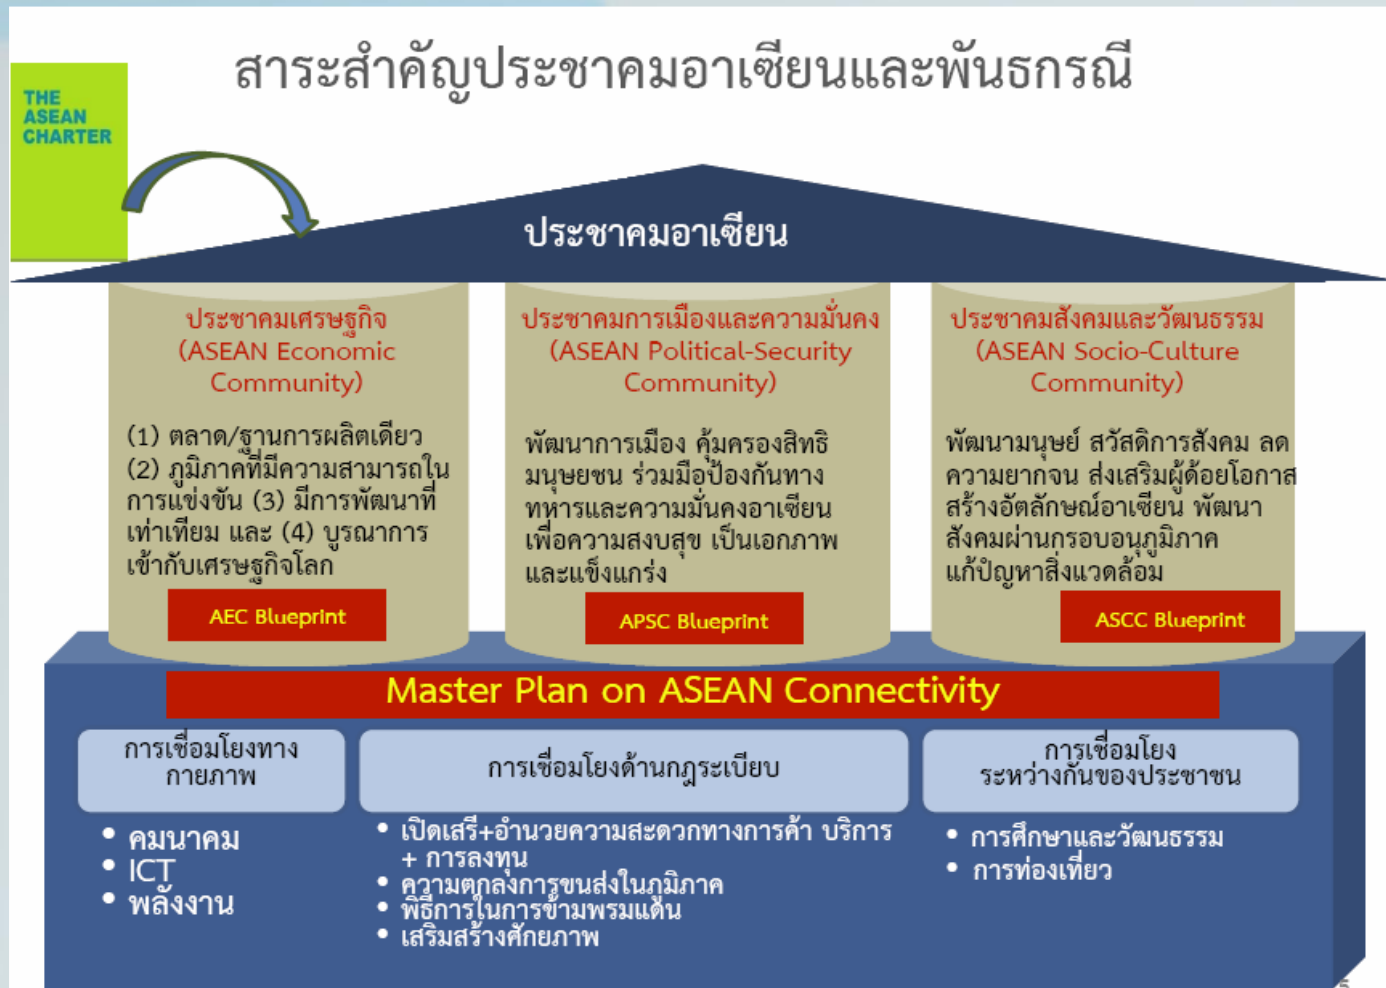 สาระสำคัญประชาคมอาเซียนและพันธกรณี
THE
ASEAN
CHARTER
ประชาคมอาเซียน
ประชาคมเศรษฐกิจ
(ASEAN Economic
Community)
(1) ตลาด/ฐานการผลิตเดียว
(2) ภูมิภาคที่มีความสามารถใน
การแข่งขัน (3) มีการพัฒนาที่
เท่าเทียม และ (4) บูรณาการ
เข้ากับเศรษฐกิจโลก
AEC Blueprint
ประชาคมการเมืองและความมั่นคง
(ASEAN Political-Security
Community)
พัฒนาการเมือง คุ้มครองสิทธิ
มนุษยชน ร่วมมือป้องกันทาง
ทหารและความมั่นคงอาเซียน
เพื่อความสงบสุข เป็นเอกภาพ
และแข็งแกร่ง
APSC Blueprint
ประชาคมสังคมและวัฒนธรรม
(ASEAN Socio-Culture
Community)
พัฒนามนุษย์ สวัสดิการสังคม ลด
ความยากจน ส่งเสริมผู้ด้อยโอกาส
สร้างอัตลักษณ์อาเซียน พัฒนา
สังคมผ่านกรอบอนุภูมิภาค
แก้ปัญหาสิ่งแวดล้อม
ASCC Blueprint
Master Plan on ASEAN Connectivity
การเชื่อมโยงทาง
กายภาพ
• คมนาคม
• ICT
• พลังงาน
การเชื่อมโยงด้านกฎระเบียบ
• เปิดเสรี+อำนวยความสะดวกทางการค้า บริการ
+ การลงทุน
• ความตกลงการขนส่งในภูมิภาค
• พิธีการในการข้ามพรมแดน
• เสริมสร้างศักยภาพ
การเชื่อมโยง
ระหว่างกันของประชาชน
• การศึกษาและวัฒนธรรม
• การท่องเที่ยว